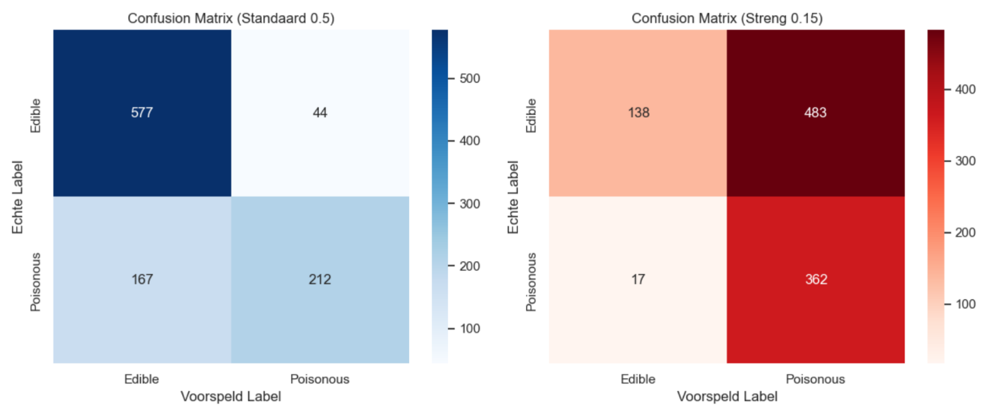 Confusion Matrix (Standaard 0.5)
Echte Label
Edible
Poisonous
577
44
167
212
500
400
300
200
100
Edible
Poisonous
Voorspeld Label
Confusion Matrix (Streng 0.15)
Echte Label
Edible
Poisonous
138
483
17
362
400
300
200
100
Edible
Poisonous
Voorspeld Label